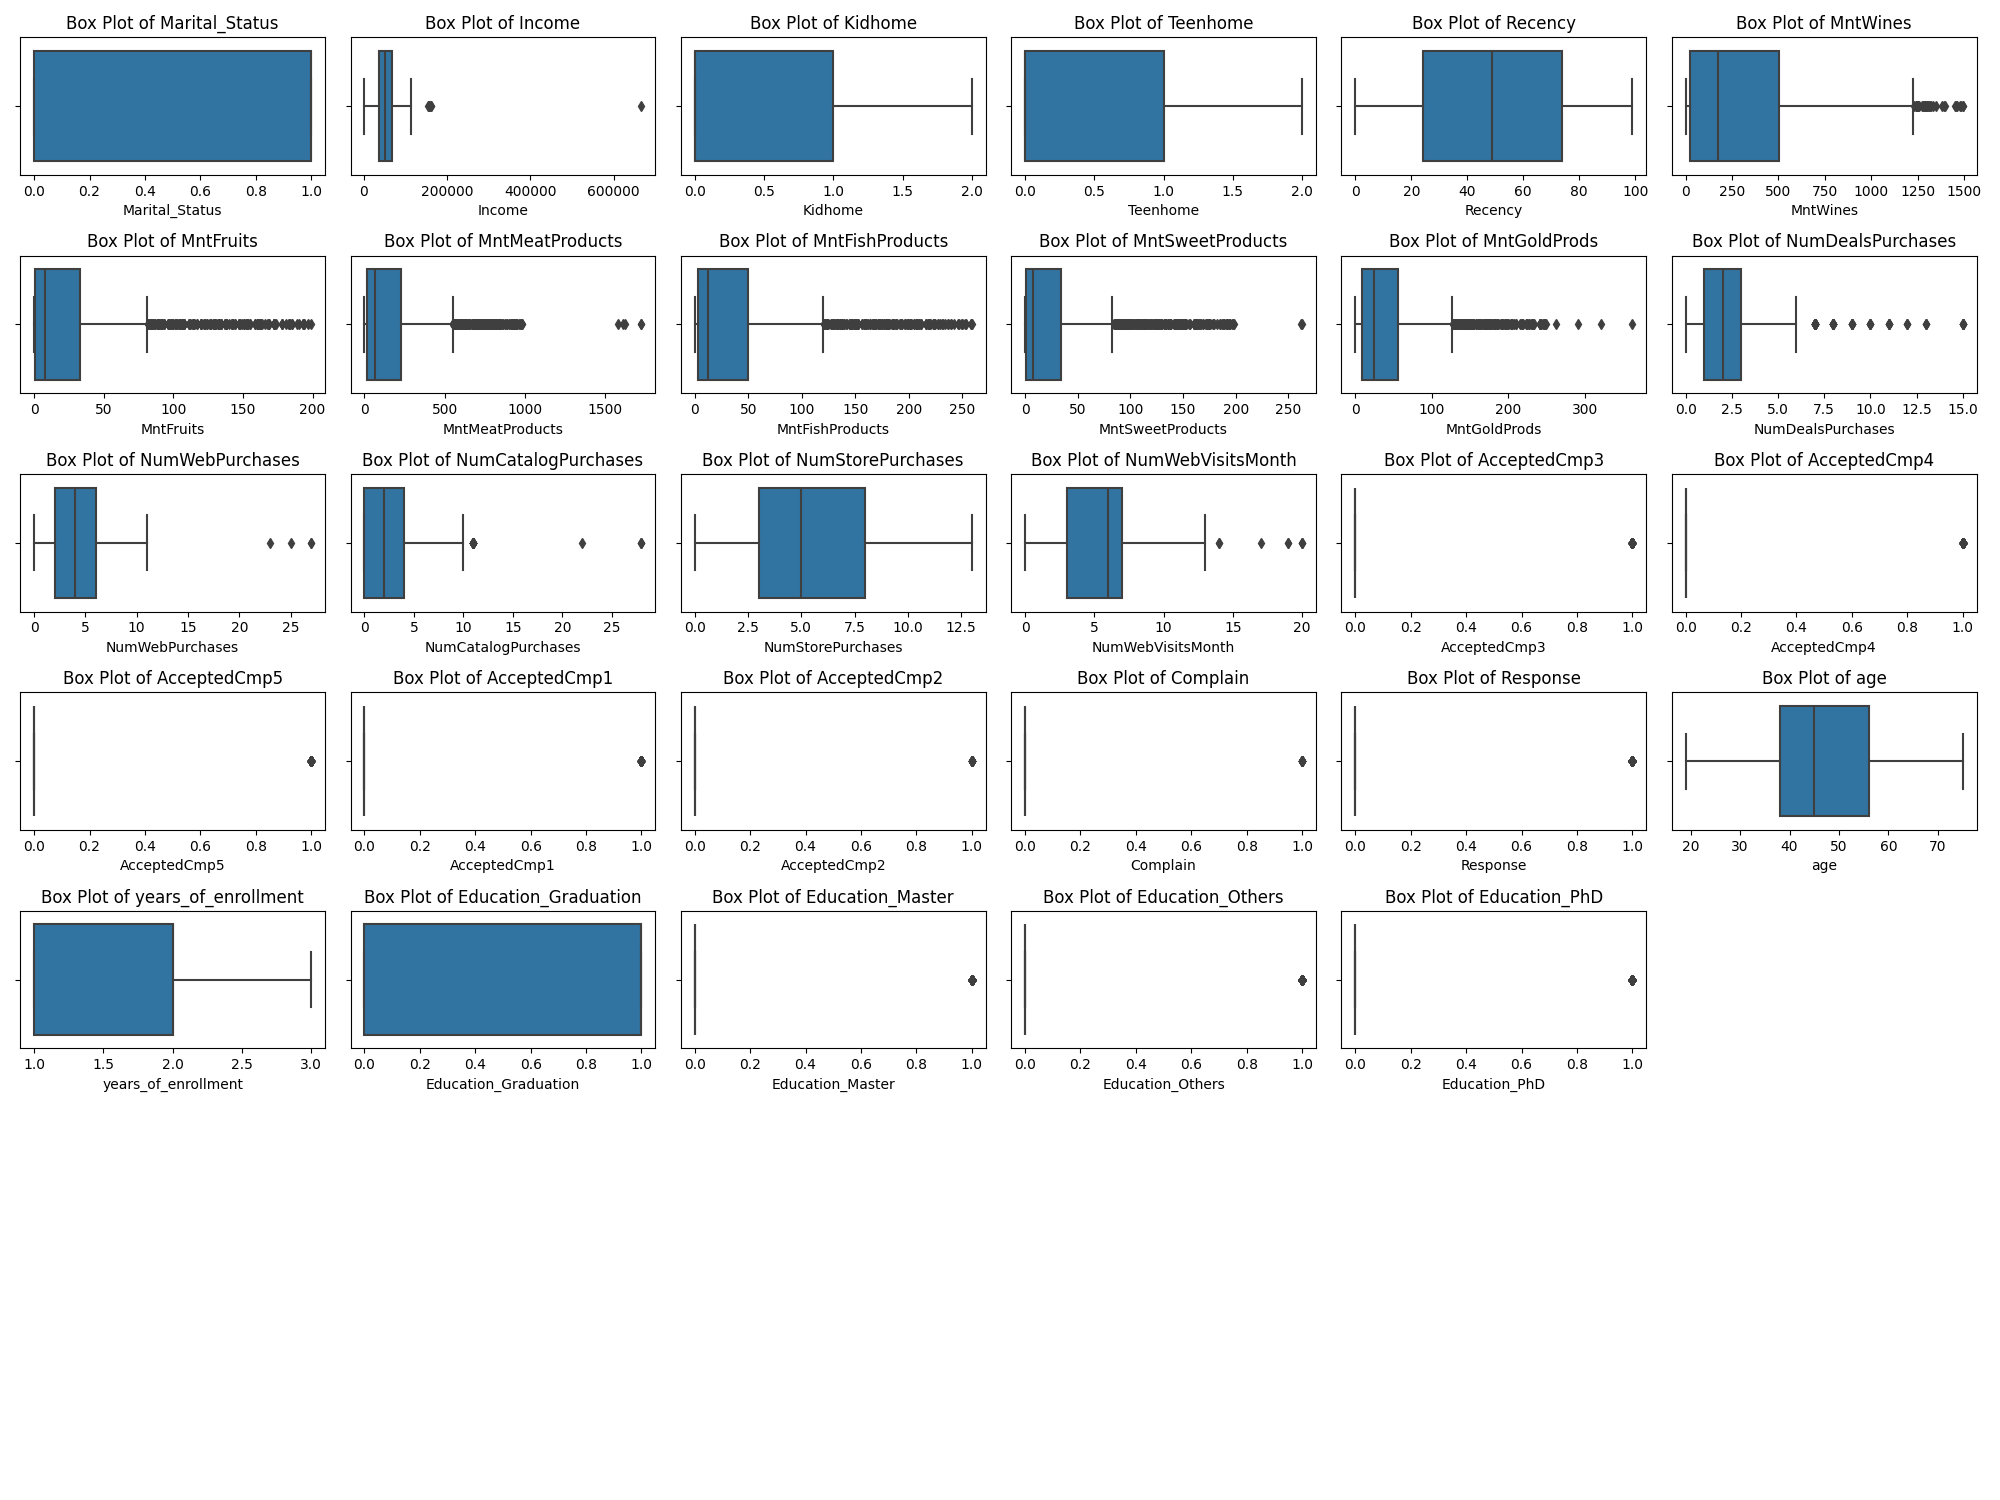 Box Plot of Marital_Status
Box Plot of Income
Box Plot of Kidhome
Box Plot of Teenhome
Box Plot of Recency
Box Plot of MntWines
0.0 0.2 0.4 0.6 0.8 1.0
0 200000 400000 600000
0.0 0.5 1.0 1.5 2.0
0.0 0.5 1.0 1.5 2.0
0 20 40 60 80 100
0 250 500 750 1000 1250 1500
Marital_Status
Income
Kidhome
Teenhome
Recency
MntWines
Box Plot of MntFruits
Box Plot of MntMeatProducts
Box Plot of MntFishProducts
Box Plot of MntSweetProducts
Box Plot of MntGoldProds
Box Plot of NumDealsPurchases
0 50 100 150 200
0 500 1000 1500
0 50 100 150 200 250
0 50 100 150 200 250
0 100 200 300
0.0 2.5 5.0 7.5 10.0 12.5 15.0
MntFruits
MntMeatProducts
MntFishProducts
MntSweetProducts
MntGoldProds
NumDealsPurchases
Box Plot of NumWebPurchases
Box Plot of NumCatalogPurchases
Box Plot of NumStorePurchases
Box Plot of NumWebVisitsMonth
Box Plot of AcceptedCmp3
Box Plot of AcceptedCmp4
0 5 10 15 20 25
0 5 10 15 20 25
0.0 2.5 5.0 7.5 10.0 12.5
0 5 10 15 20
0.0 0.2 0.4 0.6 0.8 1.0
0.0 0.2 0.4 0.6 0.8 1.0
NumWebPurchases
NumCatalogPurchases
NumStorePurchases
NumWebVisitsMonth
AcceptedCmp3
AcceptedCmp4
Box Plot of AcceptedCmp5
Box Plot of AcceptedCmp1
Box Plot of AcceptedCmp2
Box Plot of Complain
Box Plot of Response
Box Plot of age
0.0 0.2 0.4 0.6 0.8 1.0
0.0 0.2 0.4 0.6 0.8 1.0
0.0 0.2 0.4 0.6 0.8 1.0
0.0 0.2 0.4 0.6 0.8 1.0
0.0 0.2 0.4 0.6 0.8 1.0
20 30 40 50 60 70
AcceptedCmp5
AcceptedCmp1
AcceptedCmp2
Complain
Response
age
Box Plot of years_of_enrollment
Box Plot of Education_Graduation
Box Plot of Education_Master
Box Plot of Education_Others
Box Plot of Education_PhD
1.0 1.5 2.0 2.5 3.0
0.0 0.2 0.4 0.6 0.8 1.0
0.0 0.2 0.4 0.6 0.8 1.0
0.0 0.2 0.4 0.6 0.8 1.0
0.0 0.2 0.4 0.6 0.8 1.0
years_of_enrollment
Education_Graduation
Education_Master
Education_Others
Education_PhD